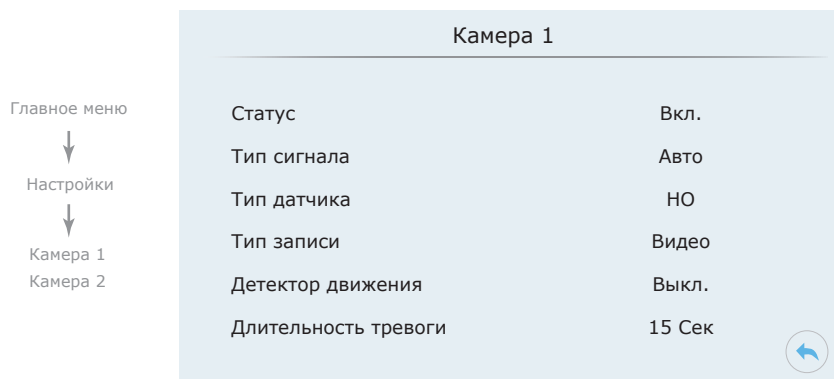 Камера 1
Главное меню
Настройки
Камера 1
Камера 2
Статус Вкл.
Тип сигнала Авто
Тип датчика НО
Тип записи Видео
Детектор движения Выкл.
Длительность тревоги 15 Сек